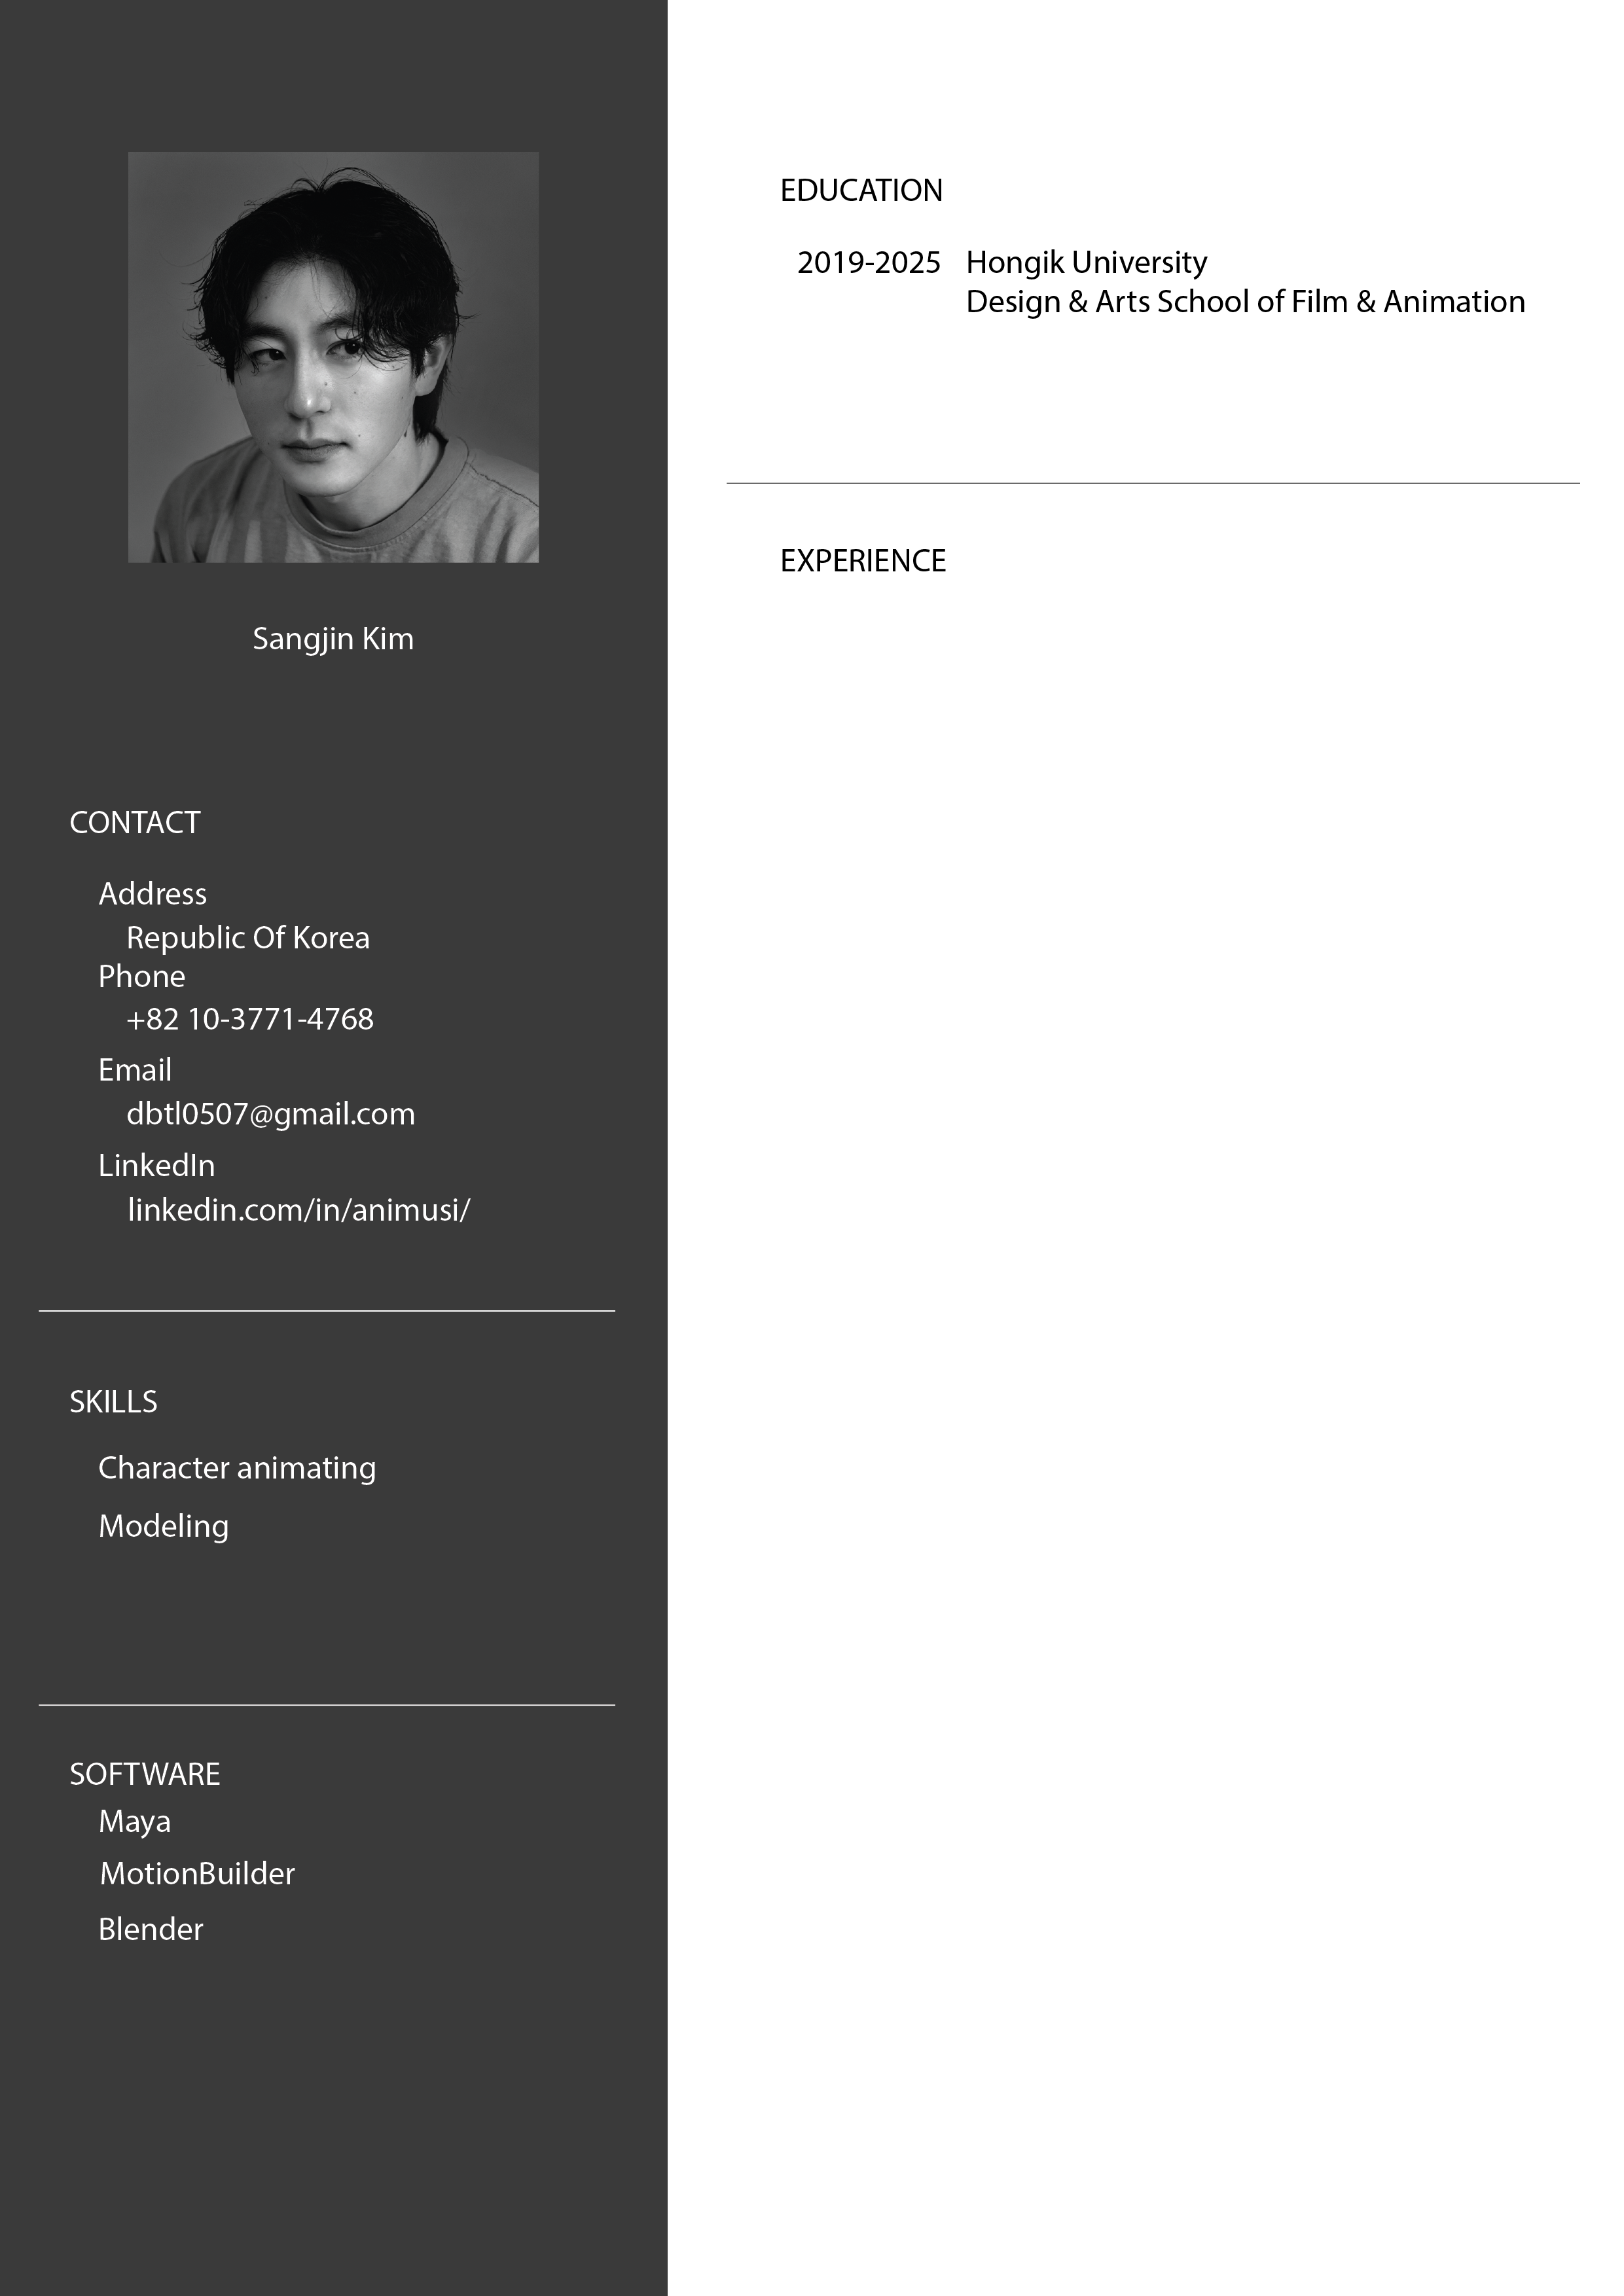 Sangjin Kim
CONTACT
Address
Republic Of Korea
Phone
+82 10-3771-4768
Email
dbtl0507@gmail.com
LinkedIn
linkedin.com/in/animusi/
SKILLS
Character animating
Modeling
SOFTWARE
Maya
MotionBuilder
Blender
EDUCATION
2019-2025 Hongik University
Design & Arts School of Film & Animation
EXPERIENCE